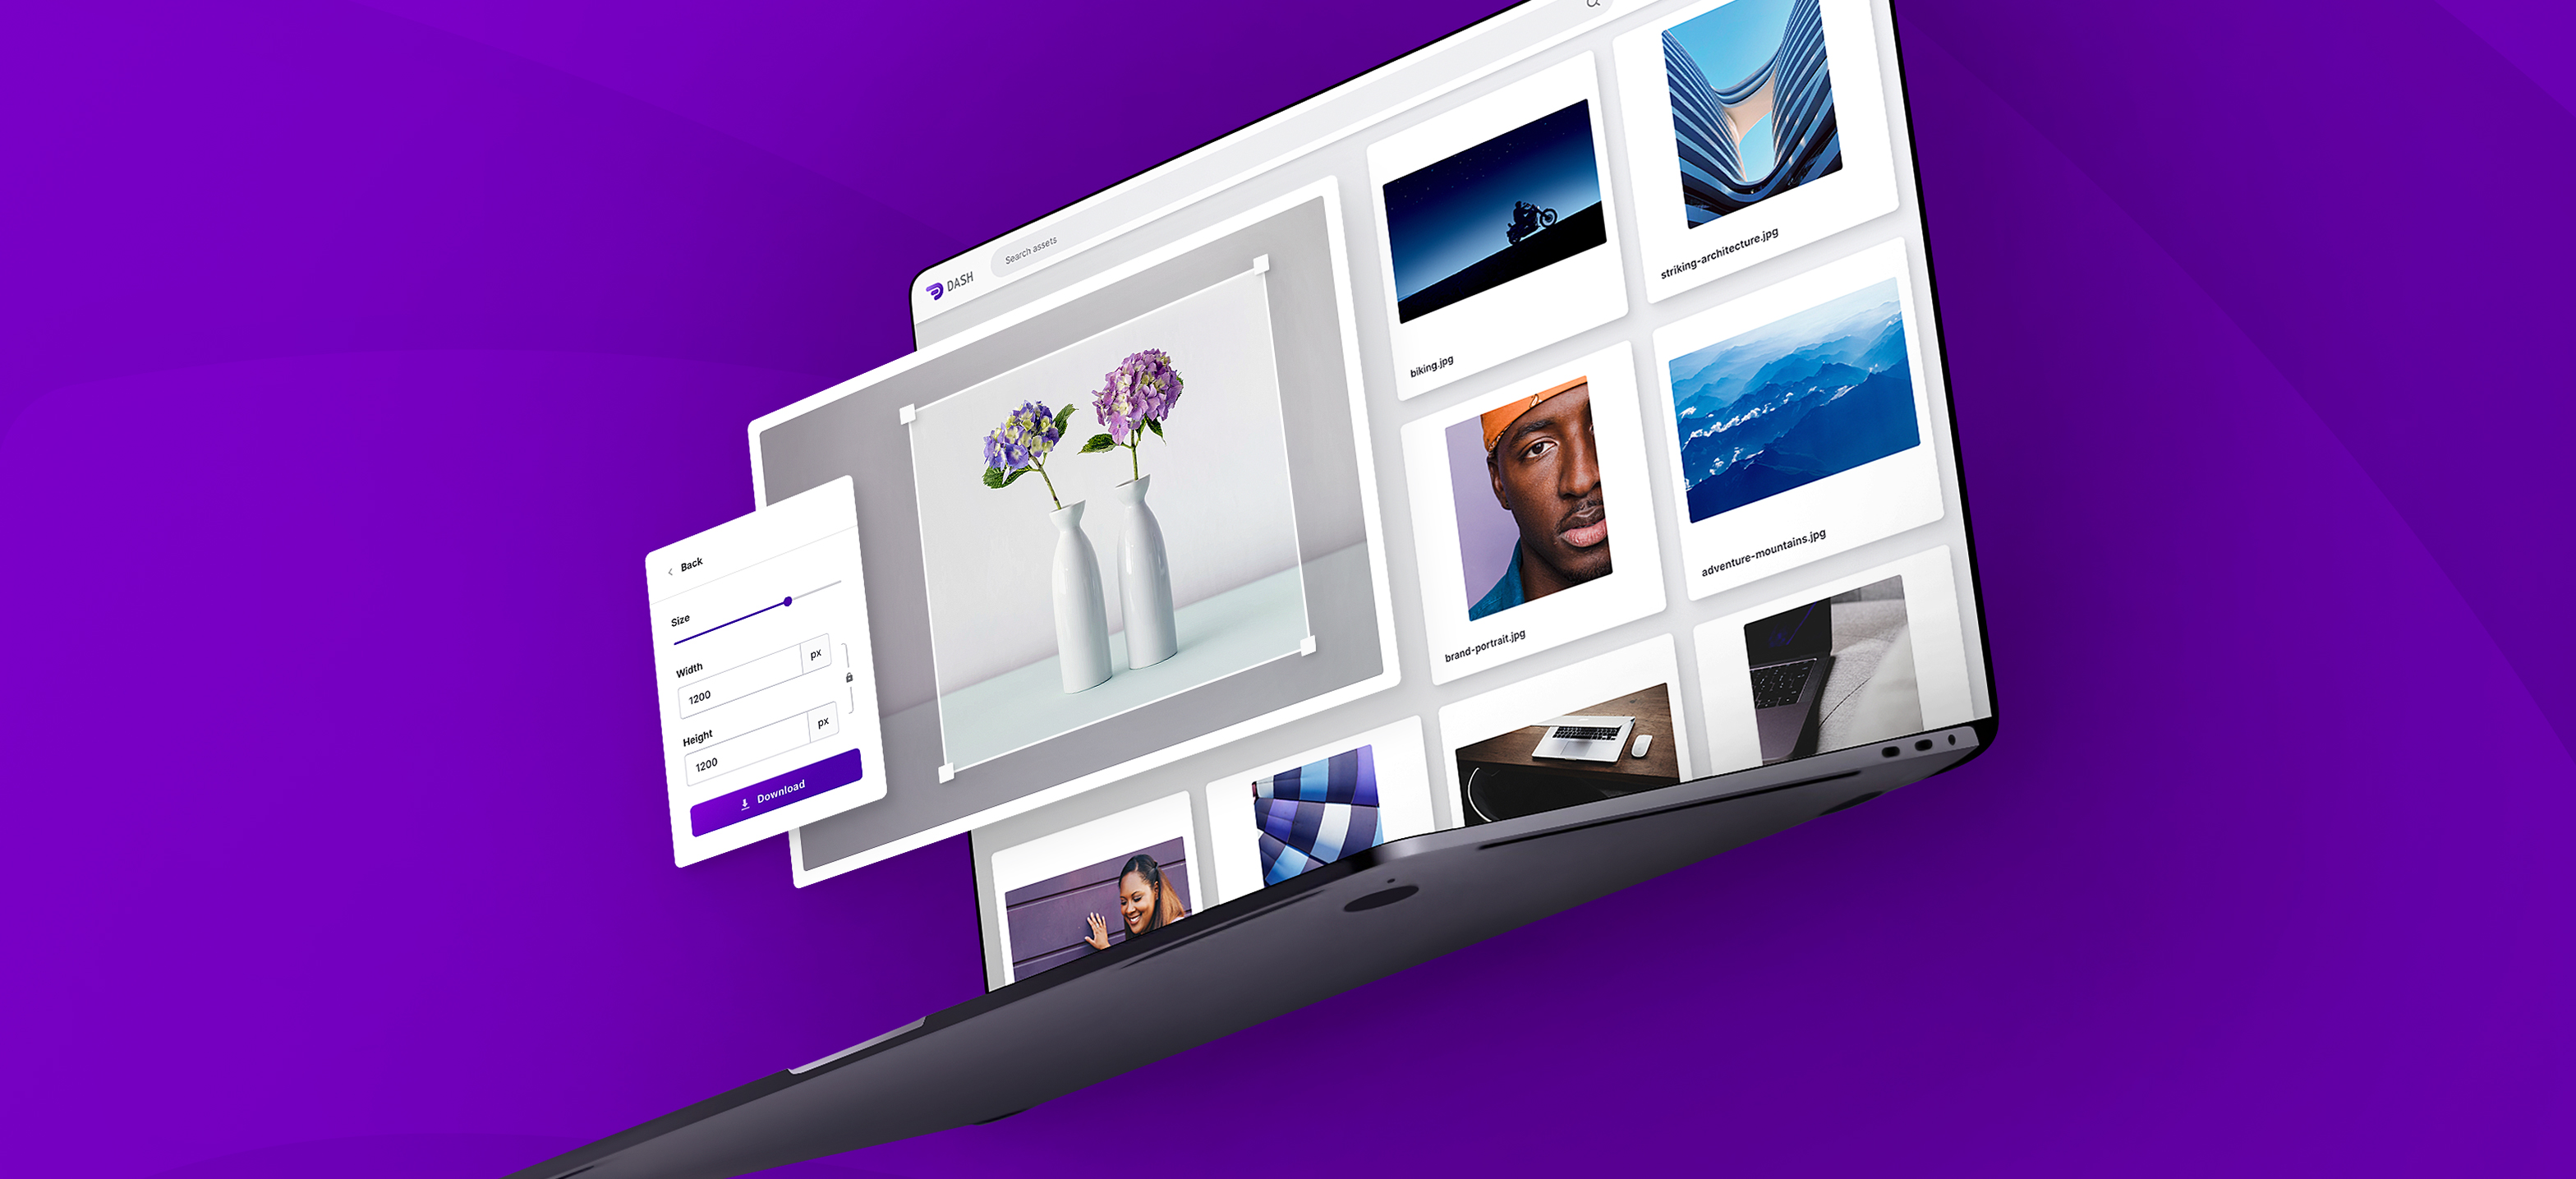 DASH
Search assets
Back
Size
Width
1200 px
Height
1200 px
Download
biking.jpg
striking-architecture.jpg
brand-portrait.jpg
adventure-mountains.jpg